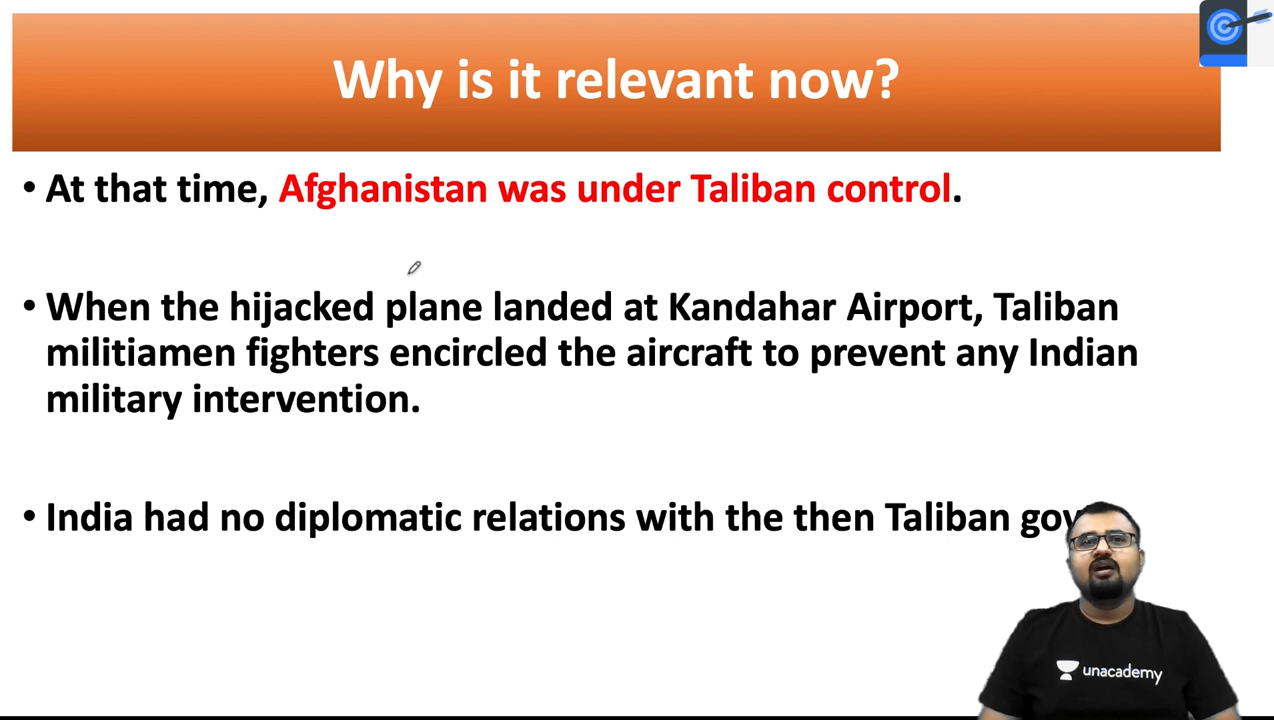 Why is it relevant now?
• At that time, Afghanistan was under Taliban control.
• When the hijacked plane landed at Kandahar Airport, Taliban
militiamen fighters encircled the aircraft to prevent any Indian
military intervention.
• India had no diplomatic relations with the then Taliban
unacademy